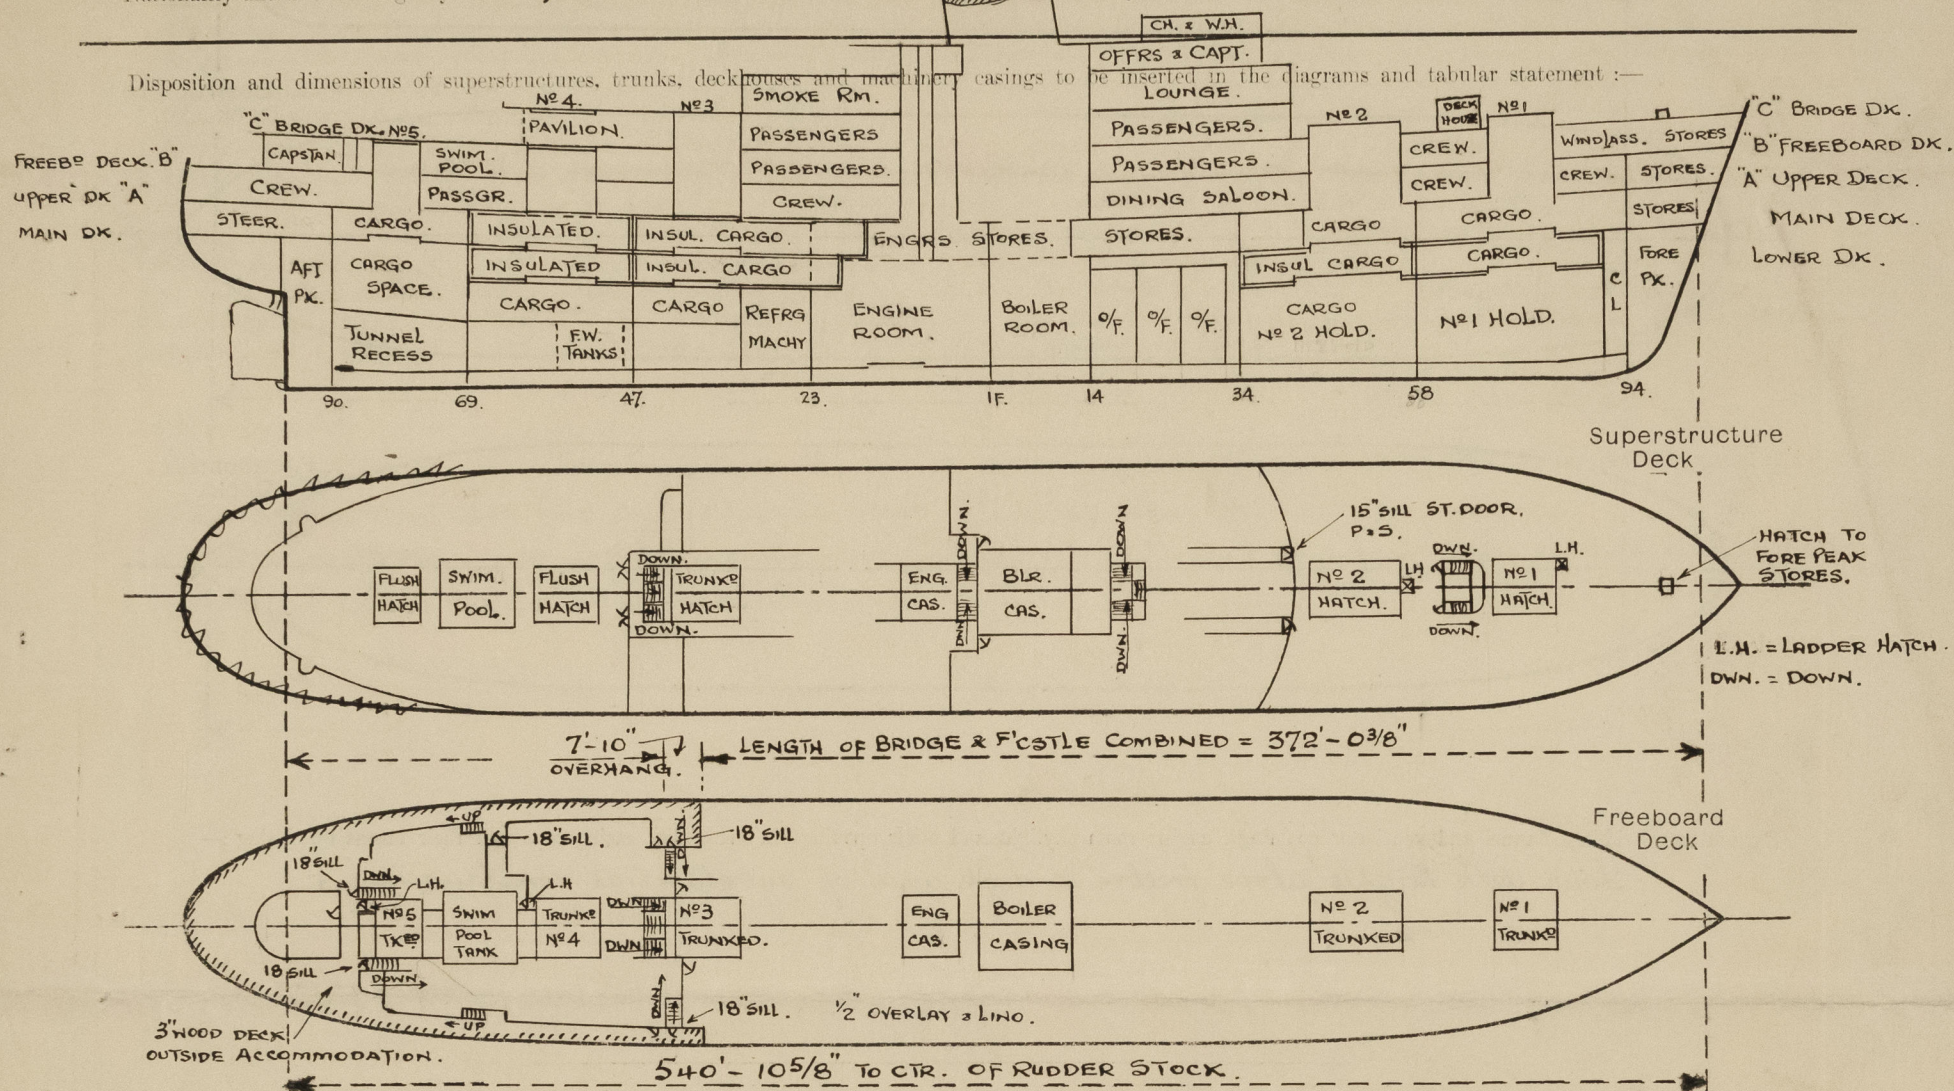 CH. & W.H.
OFFRS & CAPT.
Disposition and dimensions of superstructures, trunks, deckhouses and machinery casings to be inserted in the diagrams and tabular statement :—
SMOKE RM.
LOUNGE.
Nº 4.
Nº 3
Nº 2
DECK
HOUSE
Nº 1
"C" BRIDGE DK.
"C" BRIDGE DK. Nº 5.
PAVILION.
PASSENGERS
PASSENGERS.
CREW.
WINDLASS. STORES
"B" FREEBOARD DK.
FREEBD DECK. "B"
CAPSTAN.
SWIM.
POOL.
PASSENGERS.
PASSENGERS.
CREW.
CREW.
STORES.
"A" UPPER DECK.
UPPER DK "A"
CREW.
PASSGR.
CREW.
DINING SALOON.
STORES
MAIN DECK.
MAIN DK.
STEER.
CARGO.
INSULATED.
INSUL. CARGO.
ENGRS STORES.
STORES.
CARGO
CARGO.
LOWER DK.
AFT
PK.
CARGO
SPACE.
INSULATED
INSUL. CARGO
INSUL CARGO
CARGO.
FORE
PK.
C
L
CARGO.
CARGO
REFRG
MACHY
ENGINE
ROOM.
BOILER
ROOM.
O/F.
O/F.
O/F.
CARGO
Nº 2 HOLD.
Nº 1 HOLD.
TUNNEL
RECESS
F.W.
TANKS
90.
69.
47.
23.
1F.
14
34.
58
94.
Superstructure
Deck
15" SILL ST. DOOR.
P & S.
HATCH TO
FORE PEAK
STORES.
FLUSH
HATCH
SWIM.
POOL.
FLUSH
HATCH
DOWN.
TRUNKD
HATCH
DOWN.
ENG.
CAS.
DOWN.
DWN
BLR.
CAS.
DOWN
DWN.
Nº 2
HATCH.
LH
DWN.
DOWN.
Nº 1
HATCH.
L.H.
L.H. = LADDER HATCH.
DWN. = DOWN.
7'-10"
OVERHANG.
LENGTH OF BRIDGE & F'CSTLE COMBINED = 372'-0 3/8"
Freeboard
Deck
UP
18" SILL.
18" SILL
18" SILL
DWN.
L.H.
L.H
DWN
Nº 5
TKED
SWIM
POOL
TANK
TRUNKD
Nº 4
DWN
DWN
Nº 3
TRUNKED.
ENG
CAS.
BOILER
CASING
Nº 2
TRUNKED
Nº 1
TRUNKD
18" SILL
DOWN
UP
DWN
18" SILL.
1/2" OVERLAY & LINO.
3" WOOD DECK
OUTSIDE ACCOMMODATION.
540'-10 5/8" TO CTR. OF RUDDER STOCK.